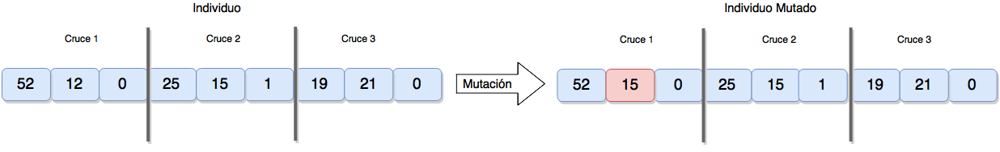 Individuo
Individuo Mutado
Cruce 1
Cruce 2
Cruce 3
Cruce 1
Cruce 2
Cruce 3
52 12 0 25 15 1 19 21 0
Mutación
52 15 0 25 15 1 19 21 0